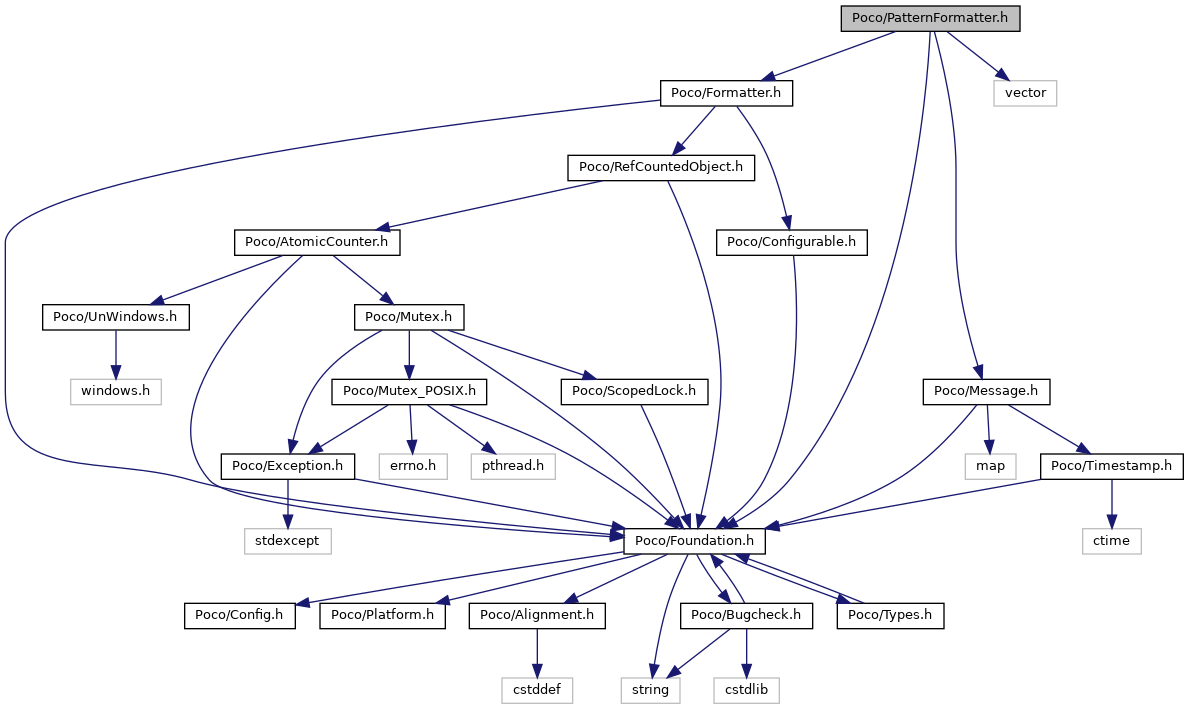 Poco/PatternFormatter.h
Poco/Formatter.h
vector
Poco/RefCountedObject.h
Poco/AtomicCounter.h
Poco/Configurable.h
Poco/UnWindows.h
Poco/Mutex.h
windows.h
Poco/Mutex_POSIX.h
Poco/ScopedLock.h
Poco/Message.h
Poco/Exception.h
errno.h
pthread.h
map
Poco/Timestamp.h
stdexcept
Poco/Foundation.h
ctime
Poco/Config.h
Poco/Platform.h
Poco/Alignment.h
Poco/Bugcheck.h
Poco/Types.h
cstddef
string
cstdlib